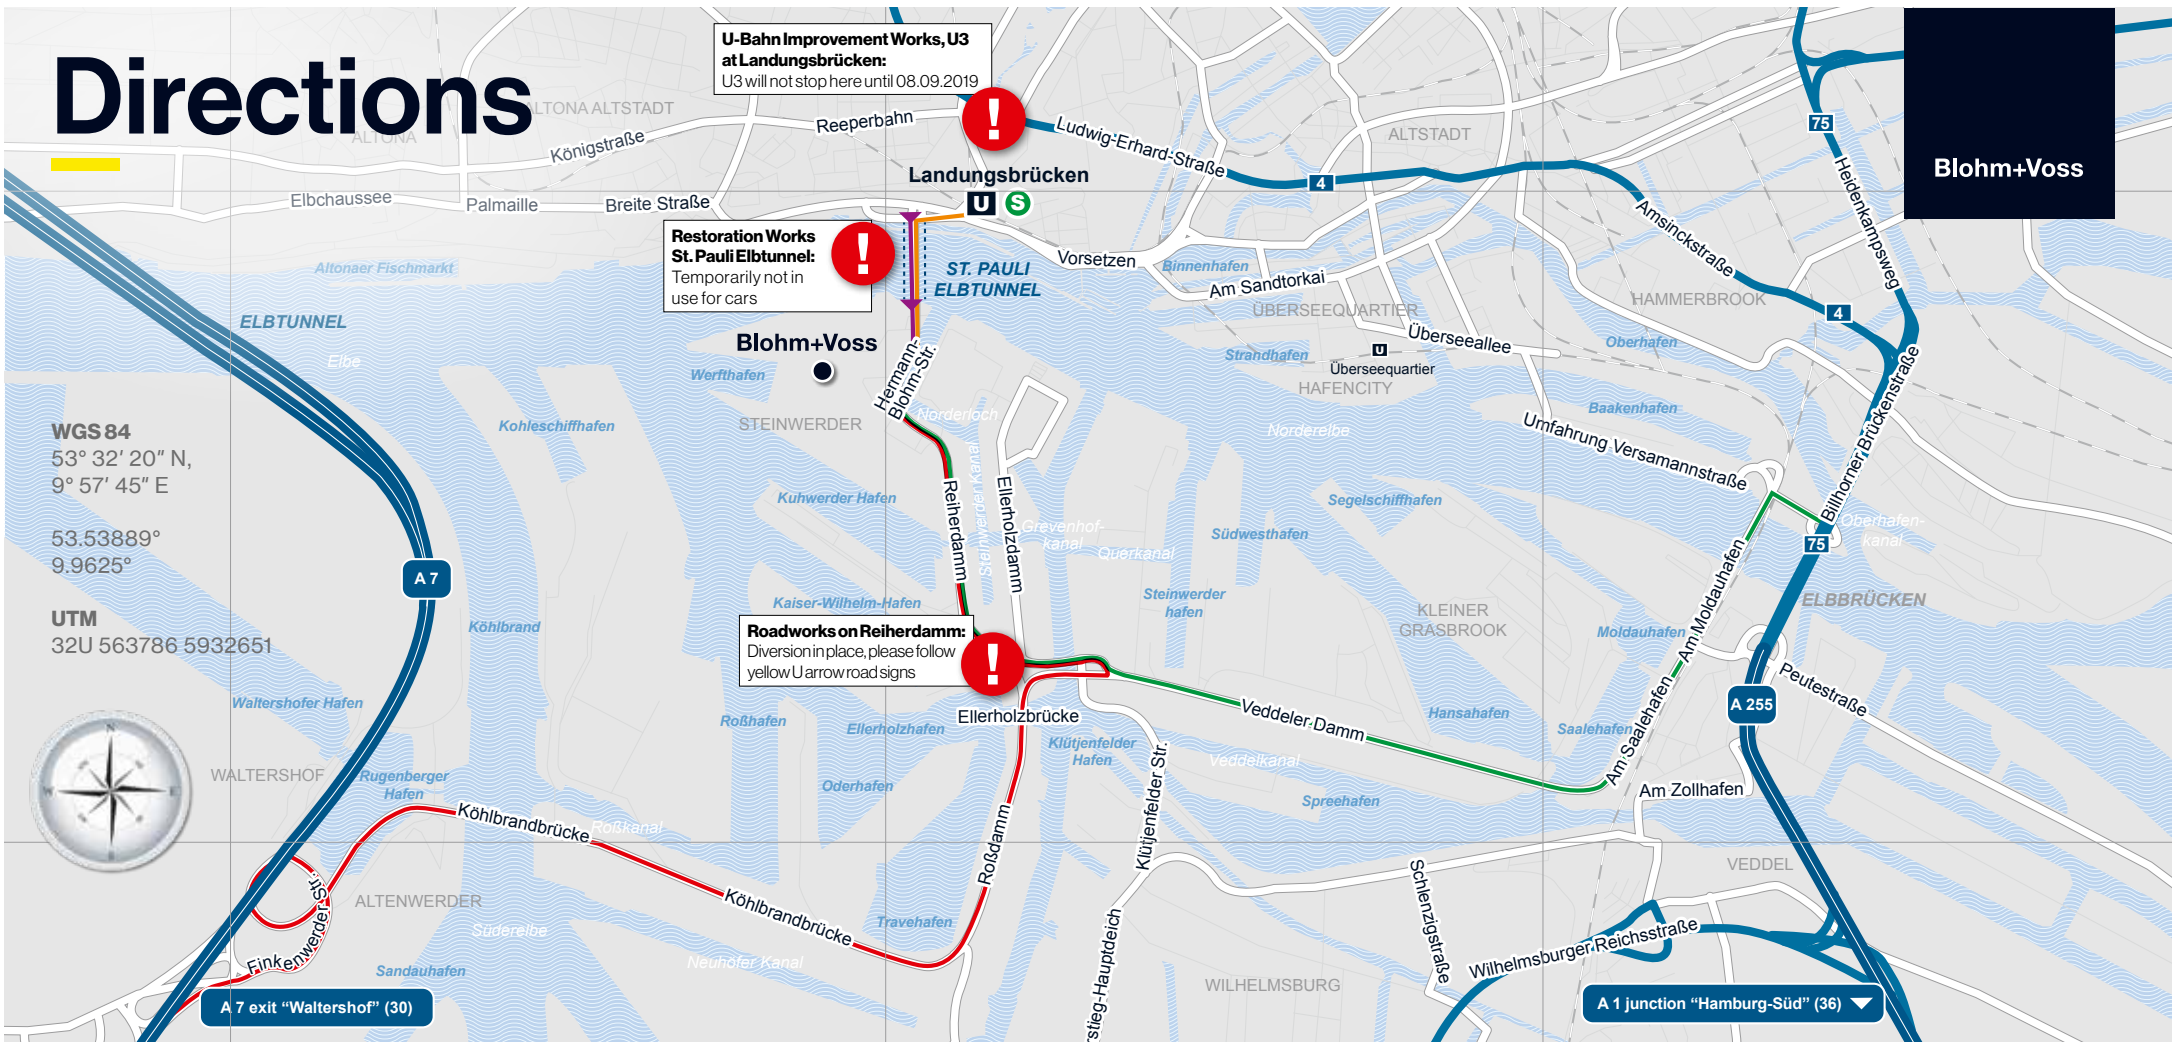 Directions
U-Bahn Improvement Works, U3
at Landungsbrücken:
U3 will not stop here until 08.09.2019
!
Blohm+Voss
ALTONA ALTSTADT
ALTONA
Königstraße
Reeperbahn
Ludwig-Erhard-Straße
ALTSTADT
75
Heidenkampsweg
4
Landungsbrücken
U S
Elbchaussee
Palmaille
Breite Straße
Amsinckstraße
Restoration Works
St. Pauli Elbtunnel:
Temporarily not in
use for cars
!
ST. PAULI
ELBTUNNEL
Vorsetzen
Binnenhafen
Am Sandtorkai
Altonaer Fischmarkt
ELBTUNNEL
Elbe
ÜBERSEEQUARTIER
HAMMERBROOK
4
Überseeallee
Oberhafen
U
Überseequartier
Strandhafen
HAFENCITY
Blohm+Voss
Werfthafen
Hermann-
Blohm-Str.
Norderloch
STEINWERDER
Kohleschiffhafen
Norderelbe
Baakenhafen
Umfahrung Versamannstraße
Billhorner Brückenstraße
WGS 84
53° 32′ 20″ N,
9° 57′ 45″ E
53.53889°
9.9625°
UTM
32U 563786 5932651
A 7
Kuhwerder Hafen
Reiherdamm
Steinwerder Kanal
Ellerholzdamm
Grevenhof-
kanal
Querkanal
Südwesthafen
Segelschiffhafen
Oberhafen-
kanal
75
Am Moldauhafen
ELBBRÜCKEN
Kaiser-Wilhelm-Hafen
Steinwerder
hafen
KLEINER
GRASBROOK
Moldauhafen
Köhlbrand
Roadworks on Reiherdamm:
Diversion in place, please follow
yellow U arrow road signs
!
Peutestraße
A 255
Waltershofer Hafen
Roßhafen
Ellerholzhafen
Ellerholzbrücke
Veddeler Damm
Hansahafen
Saalehafen
Am Saalehafen
Klütjenfelder
Hafen
Klütjenfelder Str.
Veddelkanal
N
E
S
W
WALTERSHOF
Rugenberger
Hafen
Oderhafen
Spreehafen
Am Zollhafen
Köhlbrandbrücke
Roßkanal
Roßdamm
VEDDEL
Finkenwerder Str.
ALTENWERDER
Köhlbrandbrücke
Travehafen
Schlenzigstraße
Süderelbe
Sandauhafen
Neuhöfer Kanal
rstieg-Hauptdeich
WILHELMSBURG
Wilhelmsburger Reichsstraße
A 7 exit “Waltershof” (30)
A 1 junction “Hamburg-Süd” (36)